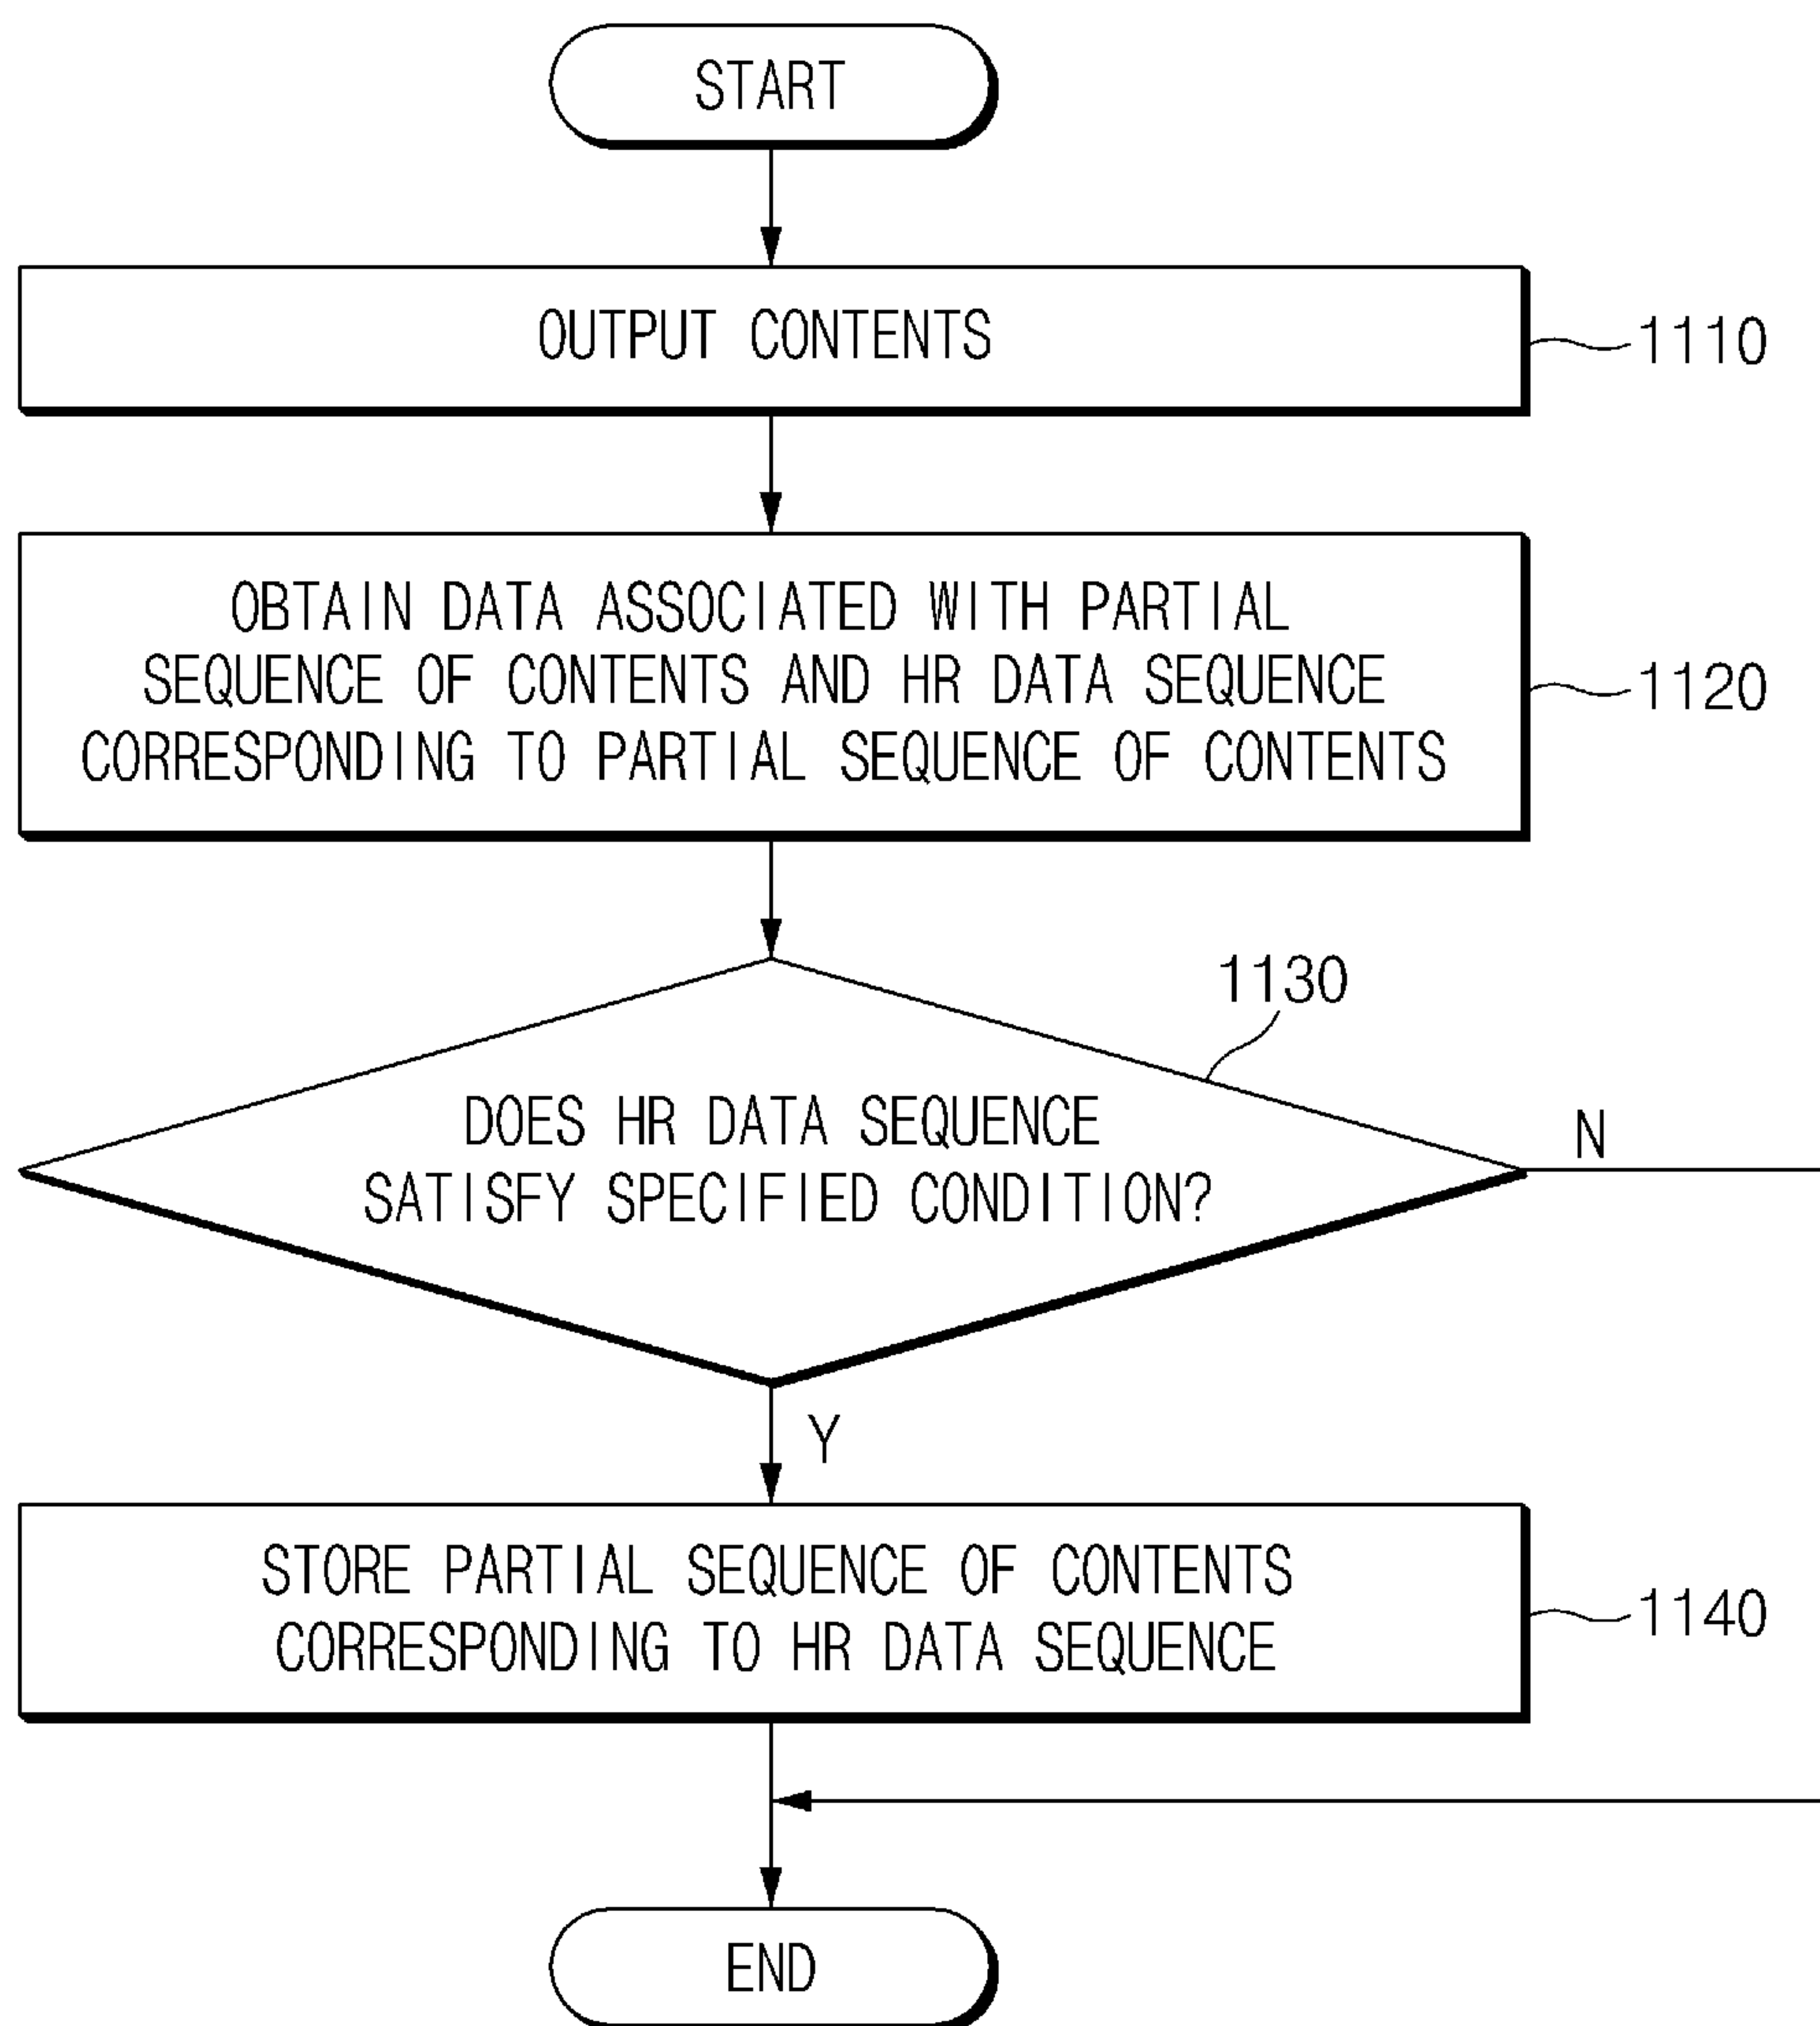 START
OUTPUT CONTENTS
1110
OBTAIN DATA ASSOCIATED WITH PARTIAL
SEQUENCE OF CONTENTS AND HR DATA SEQUENCE
CORRESPONDING TO PARTIAL SEQUENCE OF CONTENTS
1120
1130
DOES HR DATA SEQUENCE
SATISFY SPECIFIED CONDITION?
N
Y
STORE PARTIAL SEQUENCE OF CONTENTS
CORRESPONDING TO HR DATA SEQUENCE
1140
END